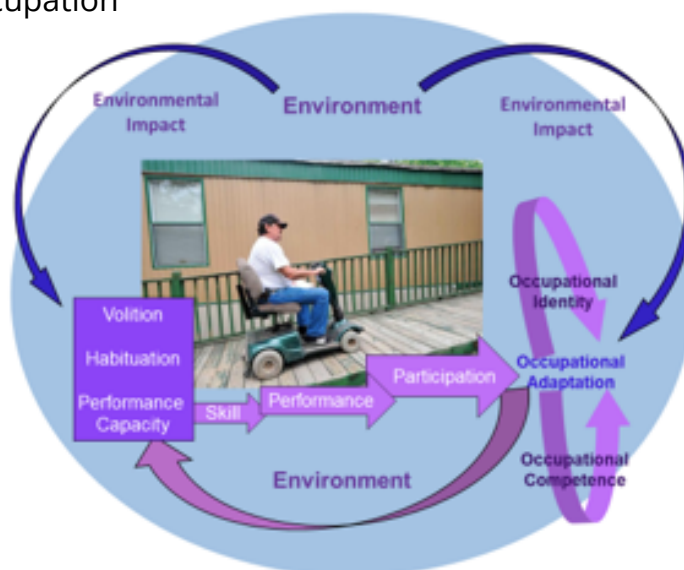 cupation
Environmental
Impact
Environment
Environmental
Impact
Occupational
Identity
Volition
Habituation
Performance
Capacity
Skill
Performance
Participation
Occupational
Adaptation
Environment
Occupational
Competence